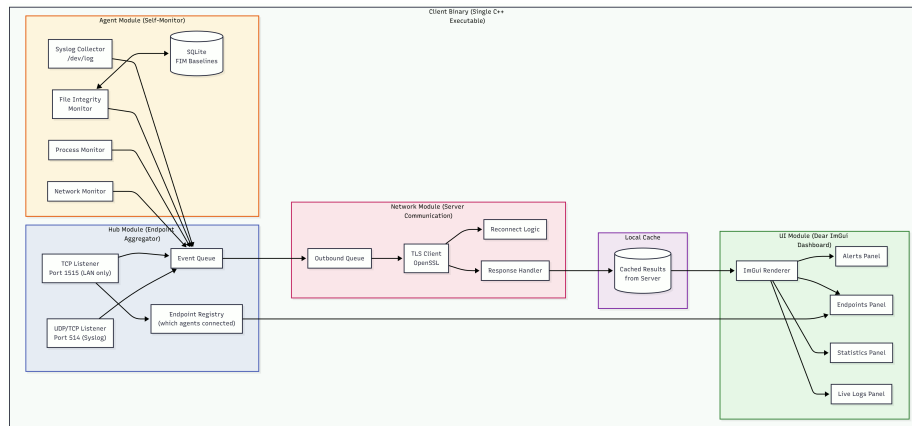 Client Binary (Single C++
Executable)
Agent Module (Self-Monitor)
Syslog Collector
/dev/log
SQLite
FIM Baselines
File Integrity
Monitor
Process Monitor
Network Monitor
Hub Module (Endpoint
Aggregator)
TCP Listener
Port 1515 (LAN only)
Event Queue
UDP/TCP Listener
Port 514 (Syslog)
Endpoint Registry
(which agents connected)
Network Module (Server
Communication)
Outbound Queue
TLS Client
OpenSSL
Reconnect Logic
Response Handler
Local Cache
Cached Results
from Server
UI Module (Dear ImGui
Dashboard)
ImGui Renderer
Alerts Panel
Endpoints Panel
Statistics Panel
Live Logs Panel